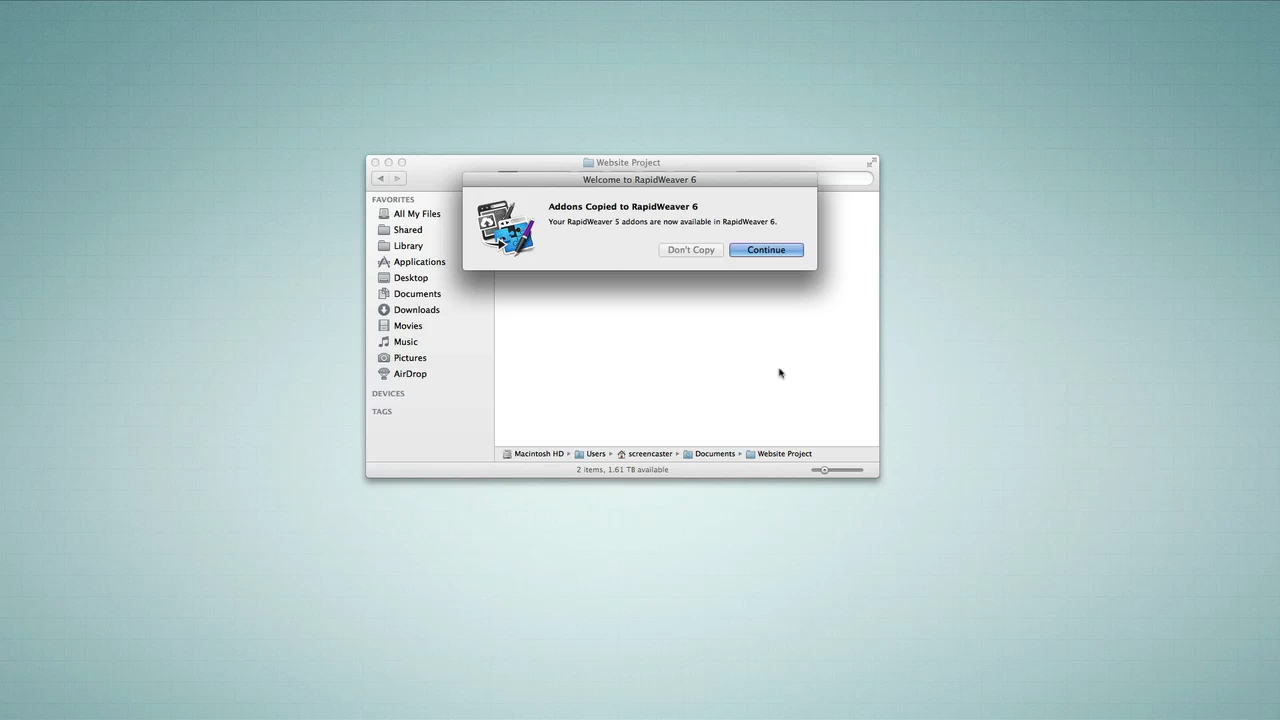 Website Project
Welcome to RapidWeaver 6
Addons Copied to RapidWeaver 6
Your RapidWeaver 5 addons are now available in RapidWeaver 6.
Don't Copy
Continue
FAVORITES
All My Files
Shared
Library
Applications
Desktop
Documents
Downloads
Movies
Music
Pictures
AirDrop
DEVICES
TAGS
Macintosh HD ▸ Users ▸ screencaster ▸ Documents ▸ Website Project
2 items, 1.61 TB available